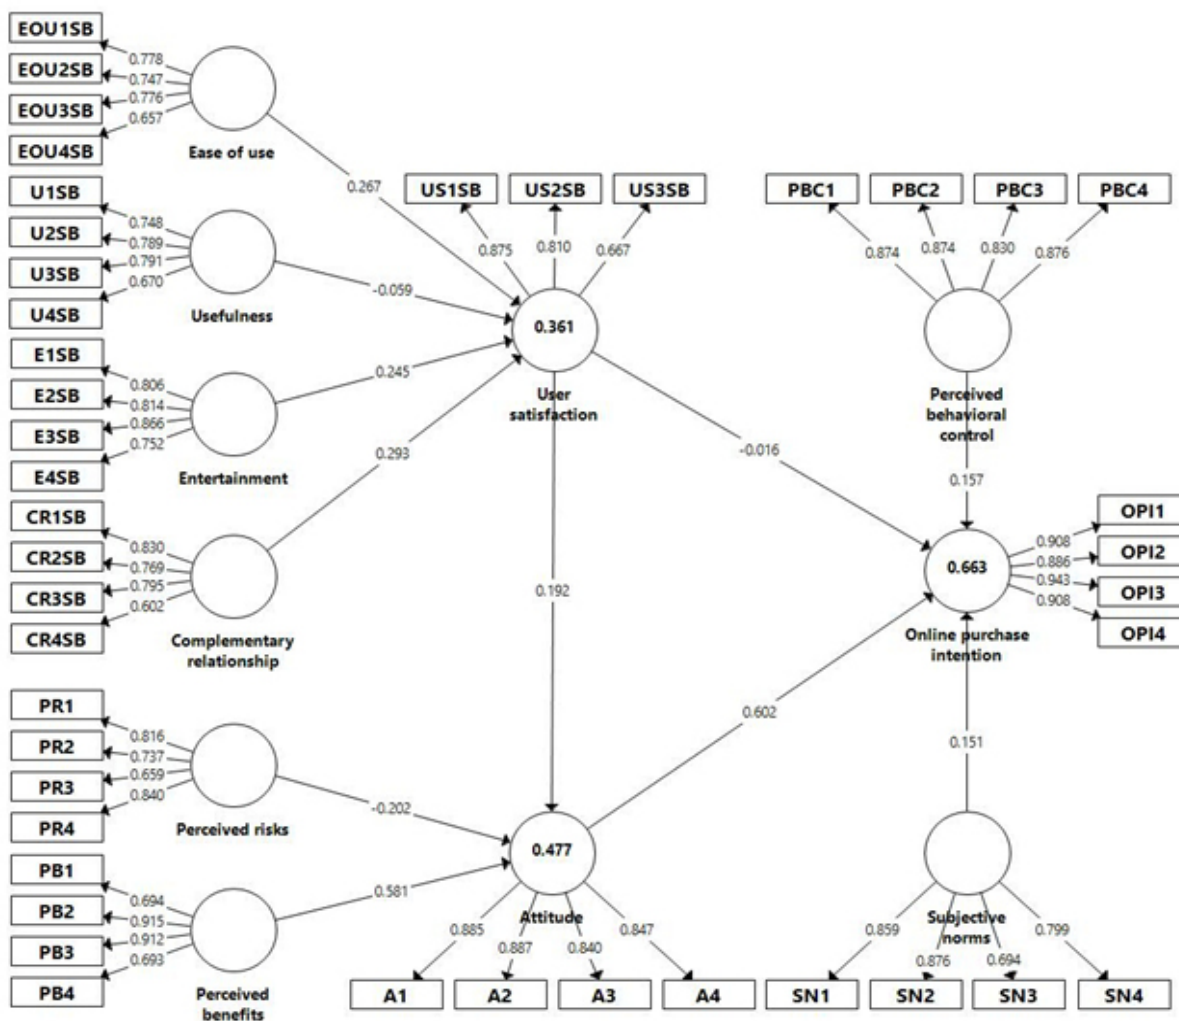 EOU1SB
EOU2SB
EOU3SB
EOU4SB
0.778
0.747
0.776
0.657
Ease of use
0.267
U1SB
U2SB
U3SB
U4SB
0.748
0.789
0.791
0.670
Usefulness
-0.059
E1SB
E2SB
E3SB
E4SB
0.806
0.814
0.866
0.752
Entertainment
0.245
CR1SB
CR2SB
CR3SB
CR4SB
0.830
0.769
0.795
0.602
Complementary
relationship
0.293
PR1
PR2
PR3
PR4
0.816
0.737
0.659
0.840
Perceived risks
-0.202
PB1
PB2
PB3
PB4
0.694
0.915
0.912
0.693
Perceived
benefits
0.581
US1SB
US2SB
US3SB
0.875
0.810
0.667
0.361
User
satisfaction
-0.016
0.192
0.477
Attitude
0.602
0.885
0.887
0.840
0.847
A1
A2
A3
A4
PBC1
PBC2
PBC3
PBC4
0.874
0.874
0.830
0.876
Perceived
behavioral
control
0.157
0.663
Online purchase
intention
0.908
0.886
0.943
0.908
OPI1
OPI2
OPI3
OPI4
0.151
Subjective
norms
0.859
0.876
0.694
0.799
SN1
SN2
SN3
SN4